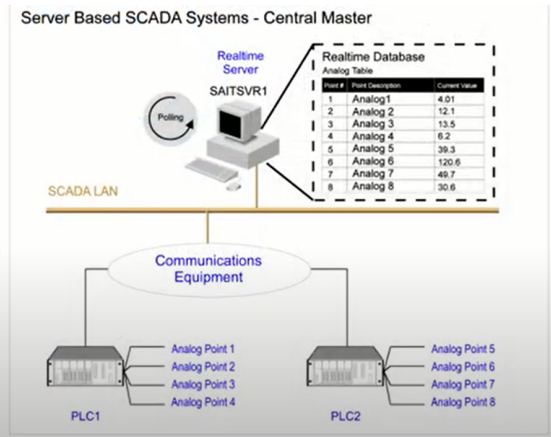 Server Based SCADA Systems - Central Master
Realtime
Server
SAITSVR1
Polling
Realtime Database
Analog Table
Point # Point Description Current Value
1 Analog1 4.01
2 Analog 2 12.1
3 Analog 3 13.5
4 Analog 4 6.2
5 Analog 5 39.3
6 Analog 6 120.6
7 Analog 7 49.7
8 Analog 8 30.6
SCADA LAN
Communications
Equipment
Analog Point 1
Analog Point 2
Analog Point 3
Analog Point 4
PLC1
Analog Point 5
Analog Point 6
Analog Point 7
Analog Point 8
PLC2